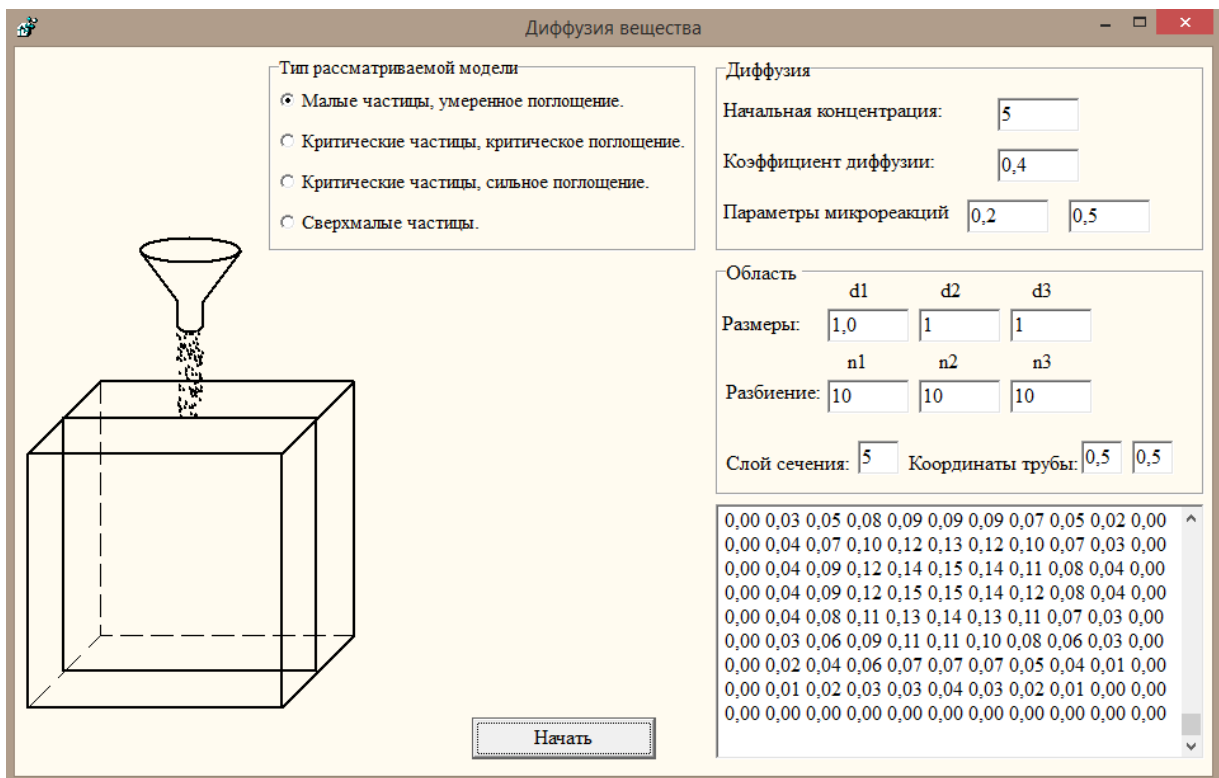 Диффузия вещества
Тип рассматриваемой модели
Малые частицы, умеренное поглощение.
Критические частицы, критическое поглощение.
Критические частицы, сильное поглощение.
Сверхмалые частицы.
Диффузия
Начальная концентрация: 5
Коэффициент диффузии: 0,4
Параметры микрореакций 0,2 0,5
Область
d1 d2 d3
Размеры: 1,0 1 1
n1 n2 n3
Разбиение: 10 10 10
Слой сечения: 5 Координаты трубы: 0,5 0,5
0,00 0,03 0,05 0,08 0,09 0,09 0,09 0,07 0,05 0,02 0,00
0,00 0,04 0,07 0,10 0,12 0,13 0,12 0,10 0,07 0,03 0,00
0,00 0,04 0,09 0,12 0,14 0,15 0,14 0,11 0,08 0,04 0,00
0,00 0,04 0,09 0,12 0,15 0,15 0,14 0,12 0,08 0,04 0,00
0,00 0,04 0,08 0,11 0,13 0,14 0,13 0,11 0,07 0,03 0,00
0,00 0,03 0,06 0,09 0,11 0,11 0,10 0,08 0,06 0,03 0,00
0,00 0,02 0,04 0,06 0,07 0,07 0,07 0,05 0,04 0,01 0,00
0,00 0,01 0,02 0,03 0,03 0,04 0,03 0,02 0,01 0,00 0,00
0,00 0,00 0,00 0,00 0,00 0,00 0,00 0,00 0,00 0,00 0,00
Начать